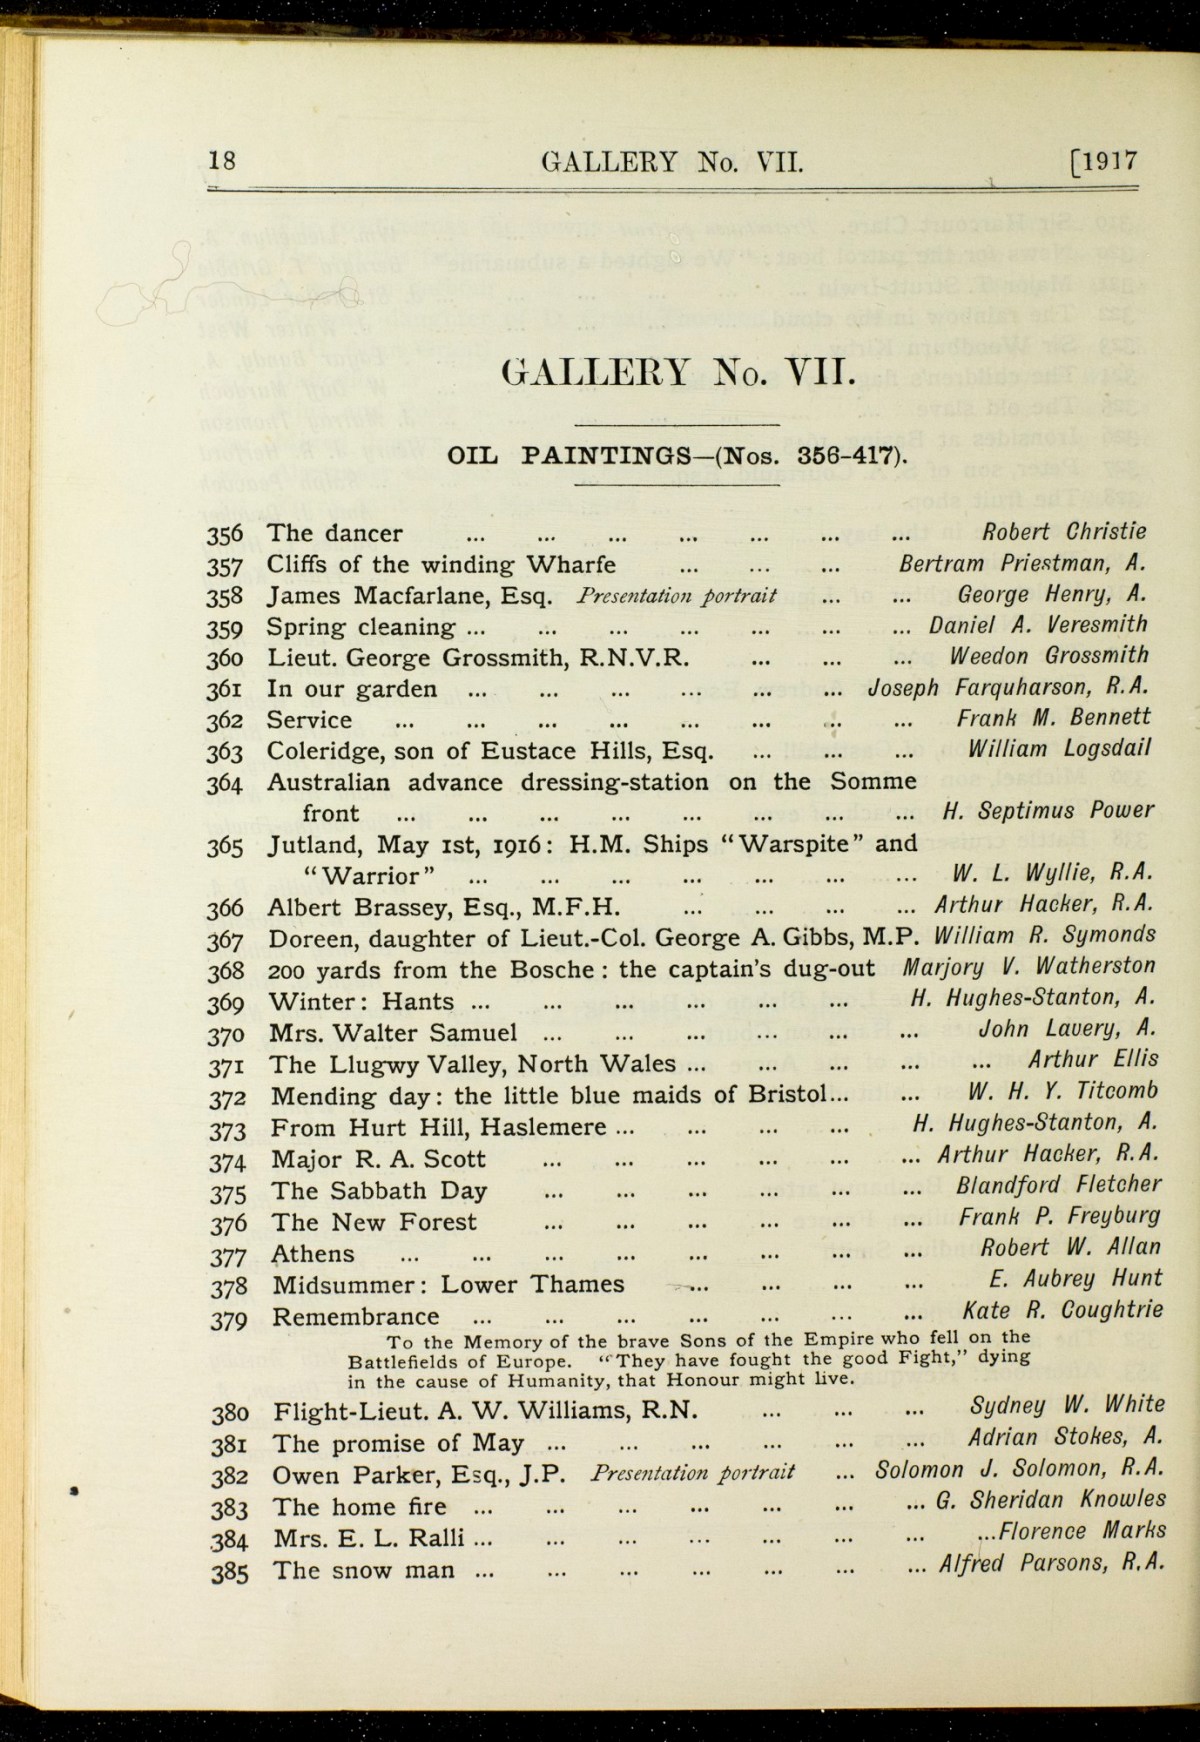 18 GALLERY No. VII. [1917
GALLERY No. VII.
OIL PAINTINGS—(Nos. 356-417).
356 The dancer ... ... ... ... ... ... ... Robert Christie
357 Cliffs of the winding Wharfe ... ... ... Bertram Priestman, A.
358 James Macfarlane, Esq. Presentation portrait ... ... George Henry, A.
359 Spring cleaning ... ... ... ... ... ... ... Daniel A. Veresmith
360 Lieut. George Grossmith, R.N.V.R. ... ... ... Weedon Grossmith
361 In our garden ... ... ... ... ... ... Joseph Farquharson, R.A.
362 Service ... ... ... ... ... ... ... ... Frank M. Bennett
363 Coleridge, son of Eustace Hills, Esq. ... ... ... William Logsdail
364 Australian advance dressing-station on the Somme
front ... ... ... ... ... ... ... ... H. Septimus Power
365 Jutland, May 1st, 1916: H.M. Ships "Warspite" and
"Warrior" ... ... ... ... ... ... ... W. L. Wyllie, R.A.
366 Albert Brassey, Esq., M.F.H. ... ... ... ... Arthur Hacker, R.A.
367 Doreen, daughter of Lieut.-Col. George A. Gibbs, M.P. William R. Symonds
368 200 yards from the Bosche: the captain's dug-out Marjory V. Watherston
369 Winter: Hants ... ... ... ... ... ... H. Hughes-Stanton, A.
370 Mrs. Walter Samuel ... ... ... ... ... ... John Lavery, A.
371 The Llugwy Valley, North Wales ... ... ... ... ... Arthur Ellis
372 Mending day: the little blue maids of Bristol... ... W. H. Y. Titcomb
373 From Hurt Hill, Haslemere ... ... ... ... H. Hughes-Stanton, A.
374 Major R. A. Scott ... ... ... ... ... ... Arthur Hacker, R.A.
375 The Sabbath Day ... ... ... ... ... ... Blandford Fletcher
376 The New Forest ... ... ... ... ... ... Frank P. Freyburg
377 Athens ... ... ... ... ... ... ... ... Robert W. Allan
378 Midsummer: Lower Thames ... ... ... ... E. Aubrey Hunt
379 Remembrance ... ... ... ... ... ... ... Kate R. Coughtrie
To the Memory of the brave Sons of the Empire who fell on the
Battlefields of Europe. "They have fought the good Fight," dying
in the cause of Humanity, that Honour might live.
380 Flight-Lieut. A. W. Williams, R.N. ... ... ... Sydney W. White
381 The promise of May ... ... ... ... ... ... Adrian Stokes, A.
382 Owen Parker, Esq., J.P. Presentation portrait ... Solomon J. Solomon, R.A.
383 The home fire ... ... ... ... ... ... ... G. Sheridan Knowles
384 Mrs. E. L. Ralli ... ... ... ... ... ... ... ...Florence Marks
385 The snow man ... ... ... ... ... ... ... Alfred Parsons, R.A.